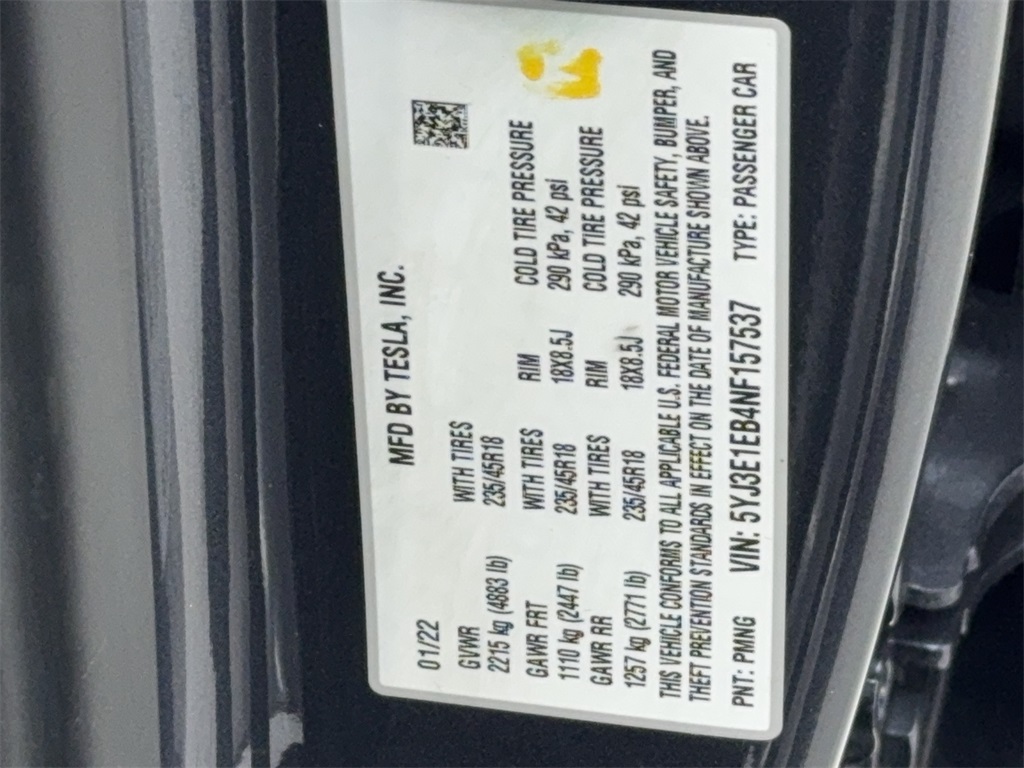 MFD BY TESLA, INC.
01/22
GVWR WITH TIRES
2215 kg (4883 lb) 235/45R18
GAWR FRT WITH TIRES RIM COLD TIRE PRESSURE
1110 kg (2447 lb) 235/45R18 18X8.5J 290 kPa, 42 psi
GAWR RR WITH TIRES RIM COLD TIRE PRESSURE
1257 kg (2771 lb) 235/45R18 18X8.5J 290 kPa, 42 psi
THIS VEHICLE CONFORMS TO ALL APPLICABLE U.S. FEDERAL MOTOR VEHICLE SAFETY, BUMPER, AND
THEFT PREVENTION STANDARDS IN EFFECT ON THE DATE OF MANUFACTURE SHOWN ABOVE.
PNT: PMNG VIN: 5YJ3E1EB4NF157537 TYPE: PASSENGER CAR